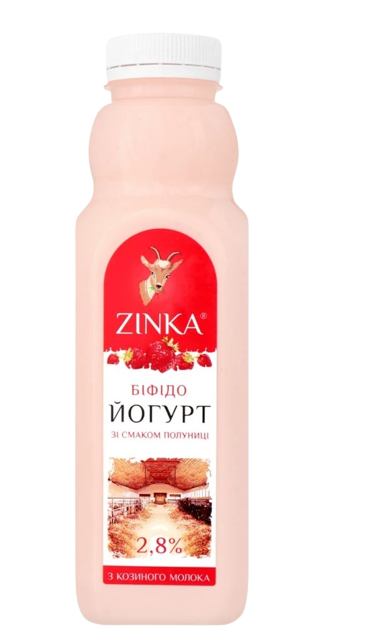 ZINKA®
БІФІДО
ЙОГУРТ
ЗІ СМАКОМ ПОЛУНИЦІ
2,8%
З КОЗИНОГО МОЛОКА